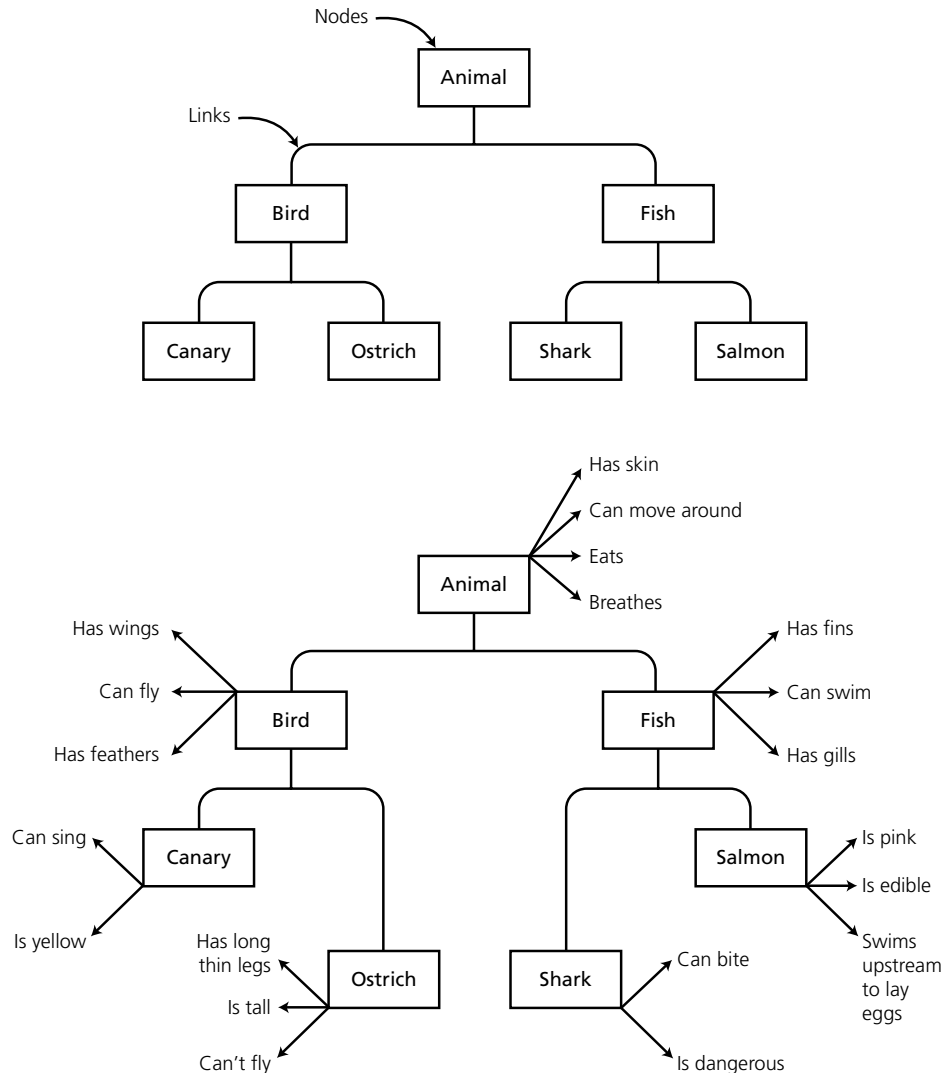 Nodes
Animal
Links
Bird
Fish
Canary
Ostrich
Shark
Salmon
Has skin
Can move around
Eats
Animal
Breathes
Has wings
Can fly
Bird
Has feathers
Has fins
Fish
Can swim
Has gills
Can sing
Canary
Is yellow
Salmon
Is pink
Is edible
Swims
upstream
to lay
eggs
Has long
thin legs
Ostrich
Is tall
Can't fly
Shark
Can bite
Is dangerous